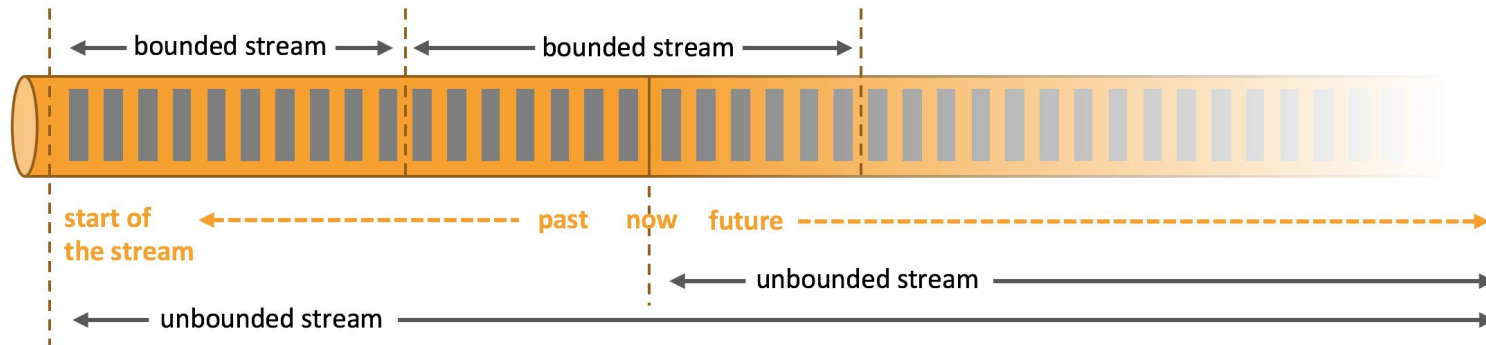 bounded stream
bounded stream
start of
the stream
past now future
unbounded stream
unbounded stream